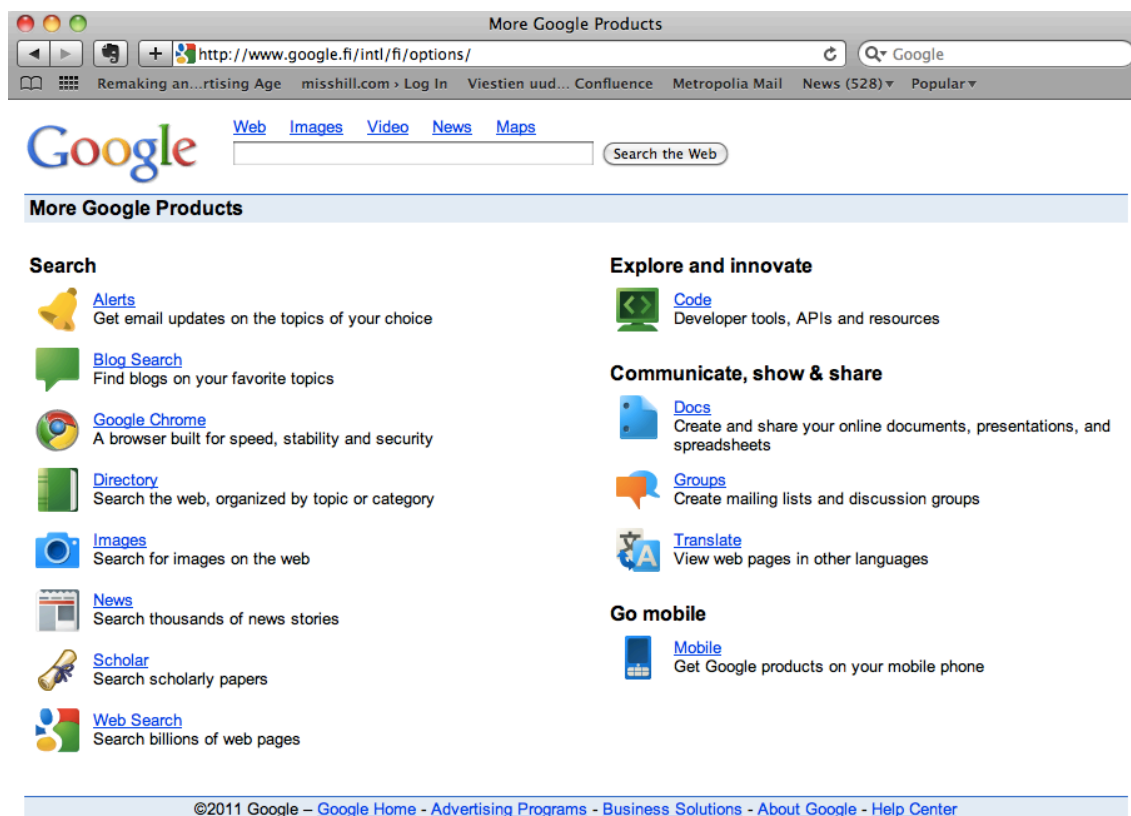 More Google Products
http://www.google.fi/intl/fi/options/
Google
Remaking an...rtising Age misshill.com › Log In Viestien uud... Confluence Metropolia Mail News (528) Popular
Google
Web Images Video News Maps
Search the Web
More Google Products
Search
Alerts
Get email updates on the topics of your choice
Blog Search
Find blogs on your favorite topics
Google Chrome
A browser built for speed, stability and security
Directory
Search the web, organized by topic or category
Images
Search for images on the web
News
Search thousands of news stories
Scholar
Search scholarly papers
Web Search
Search billions of web pages
Explore and innovate
Code
Developer tools, APIs and resources
Communicate, show & share
Docs
Create and share your online documents, presentations, and
spreadsheets
Groups
Create mailing lists and discussion groups
Translate
View web pages in other languages
Go mobile
Mobile
Get Google products on your mobile phone
©2011 Google – Google Home - Advertising Programs - Business Solutions - About Google - Help Center